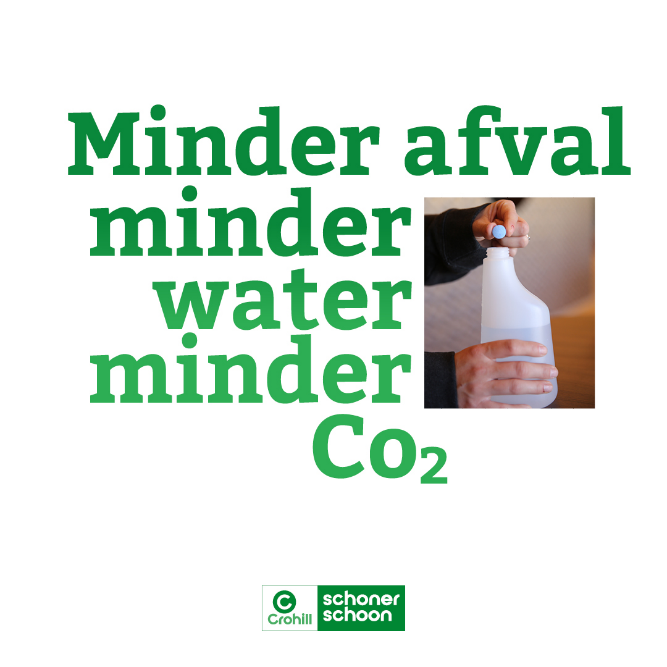 Minder afval
minder
water
minder
Co₂
Crohill
schoner
schoon